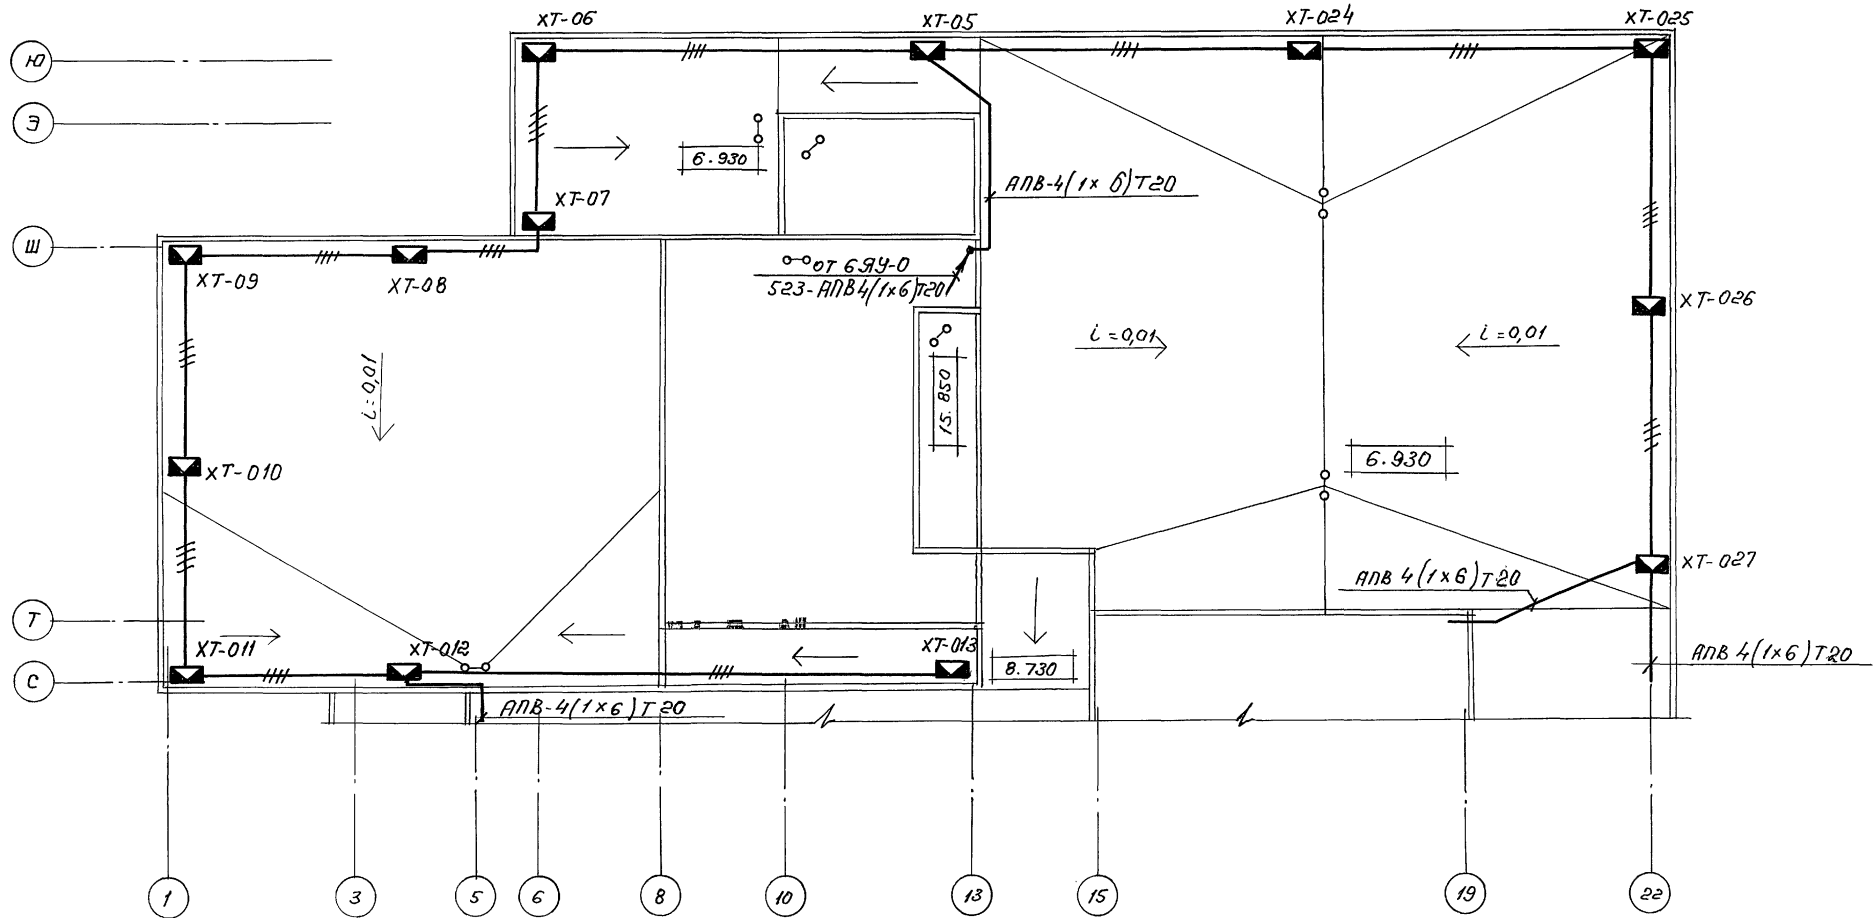 ХТ-06
ХТ-05
ХТ-024
ХТ-025
Ю
Э
6.930
АПВ-4(1×6)Т20
ХТ-07
Ш
ХТ-09
ХТ-08
от 6ЯУ-0
523-АПВ4(1×6)Т20
ХТ-026
i=0,01
i=0,01
i=0,01
15.850
ХТ-010
6.930
ХТ-027
АПВ 4(1×6)Т20
Т
ХТ-011
ХТ-012
ХТ-013
8.730
АПВ 4(1×6)Т20
С
АПВ-4(1×6)Т20
1
3
5
6
8
10
13
15
19
22